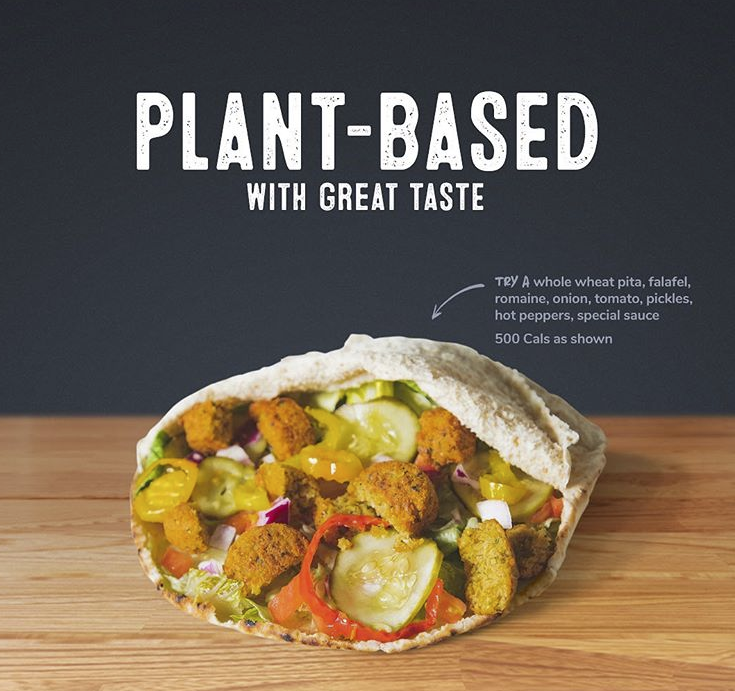 PLANT-BASED
WITH GREAT TASTE
TRY A whole wheat pita, falafel,
romaine, onion, tomato, pickles,
hot peppers, special sauce
500 Cals as shown